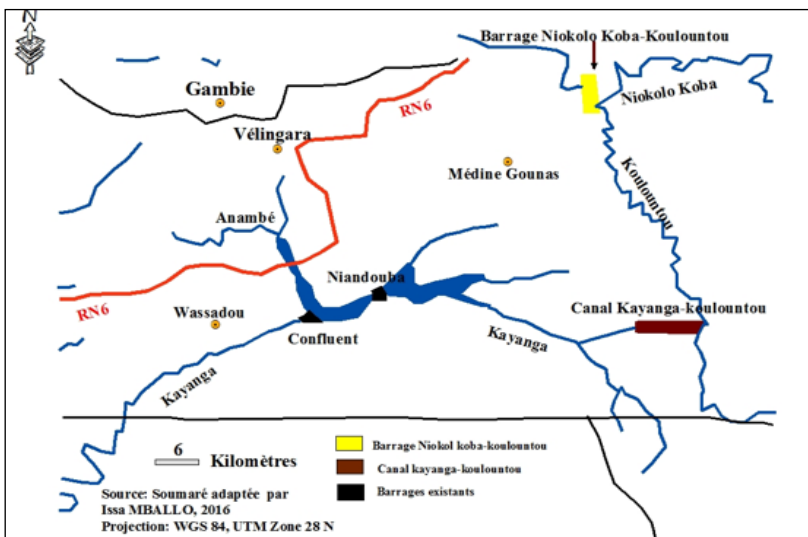 N
Barrage Niokolo Koba-Koulountou
Gambie
Niokolo Koba
RN6
Vélingara
Médine Gounas
Koulountou
Anambé
Niandouba
RN6
Wassadou
Canal Kayanga-koulountou
Confluent
Kayanga
Kayanga
6
Kilomètres
Barrage Niokol koba-koulountou
Canal kayanga-koulountou
Barrages existants
Source: Soumaré adaptée par
Issa MBALLO, 2016
Projection: WGS 84, UTM Zone 28 N